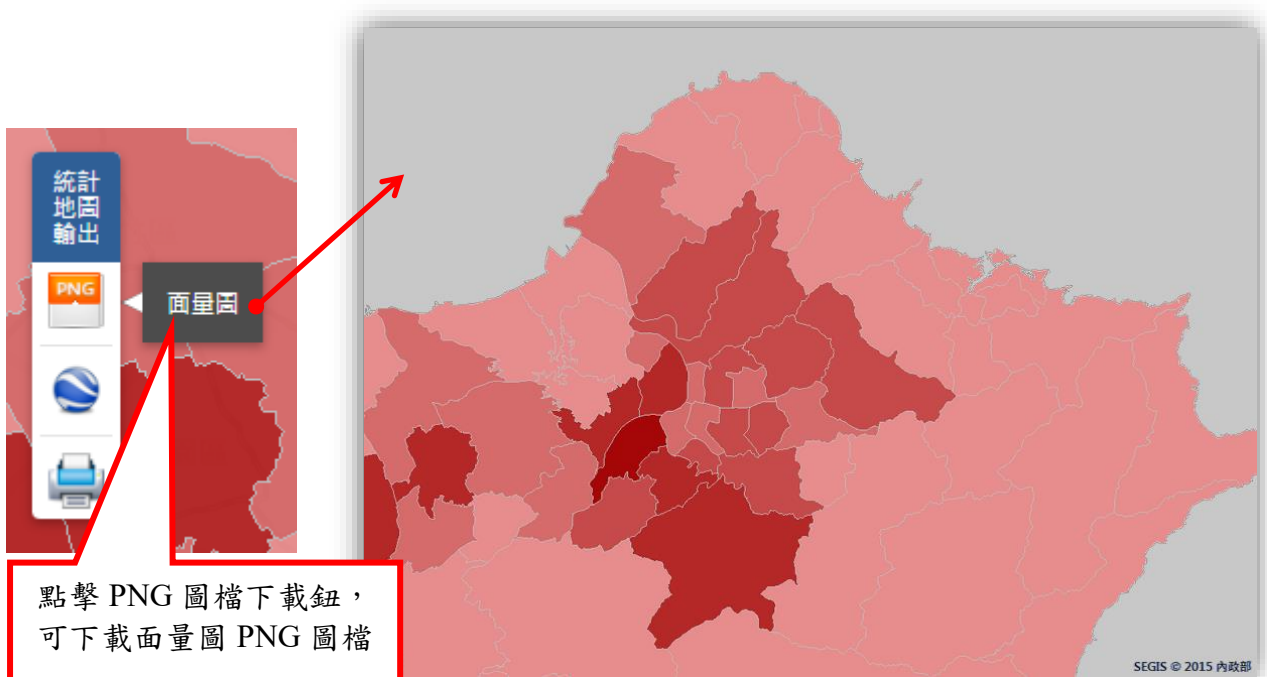 統計
地圖
輸出
PNG
面量圖
點擊 PNG 圖檔下載鈕，
可下載面量圖 PNG 圖檔
SEGIS © 2015 內政部